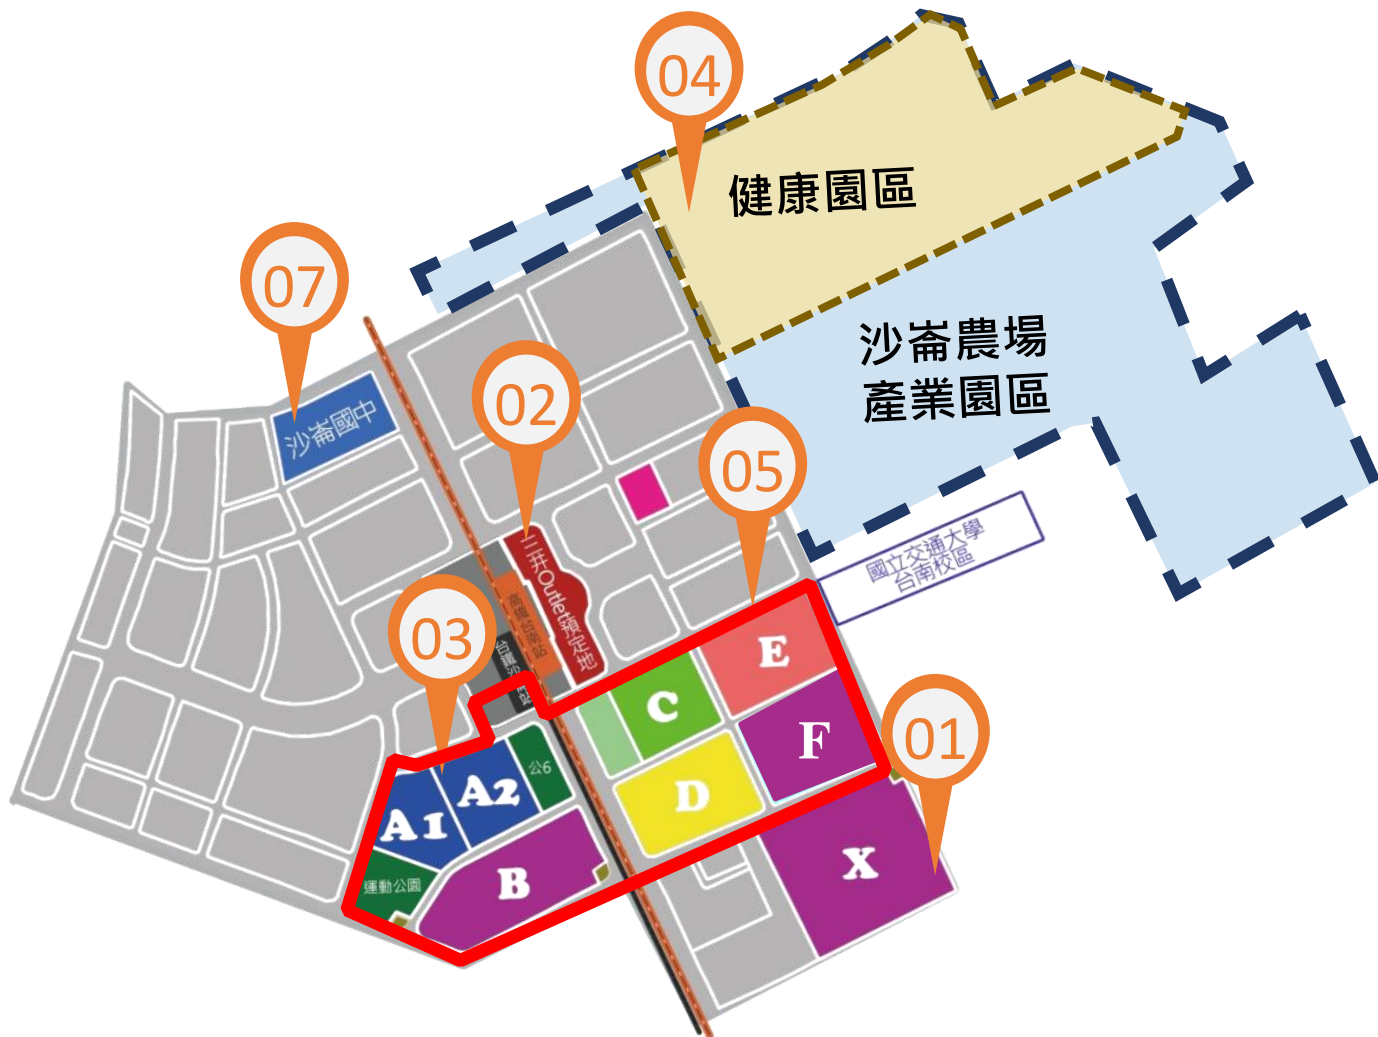 04
健康園區
07
沙崙農場
產業園區
02
沙崙國中
05
三井Outlet預定地
國立交通大學
台南校區
高鐵台南站
03
台鐵沙崙站
E
C
F
01
公6
A2
D
A1
X
運動公園
B